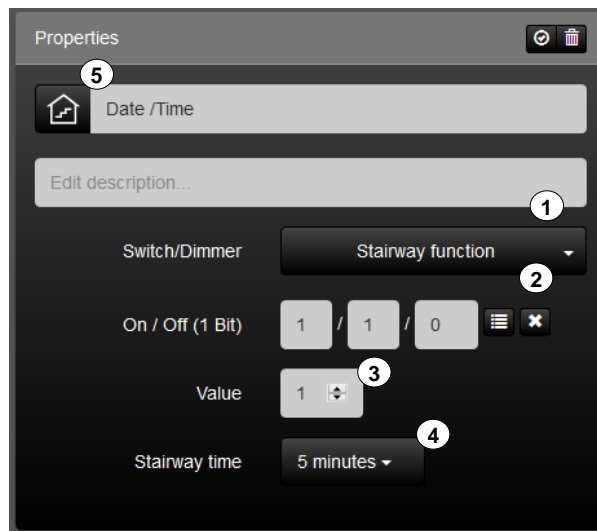 Properties
5
Date /Time
Edit description...
1
Switch/Dimmer Stairway function
2
On / Off (1 Bit) 1 / 1 / 0
3
Value 1
4
Stairway time 5 minutes